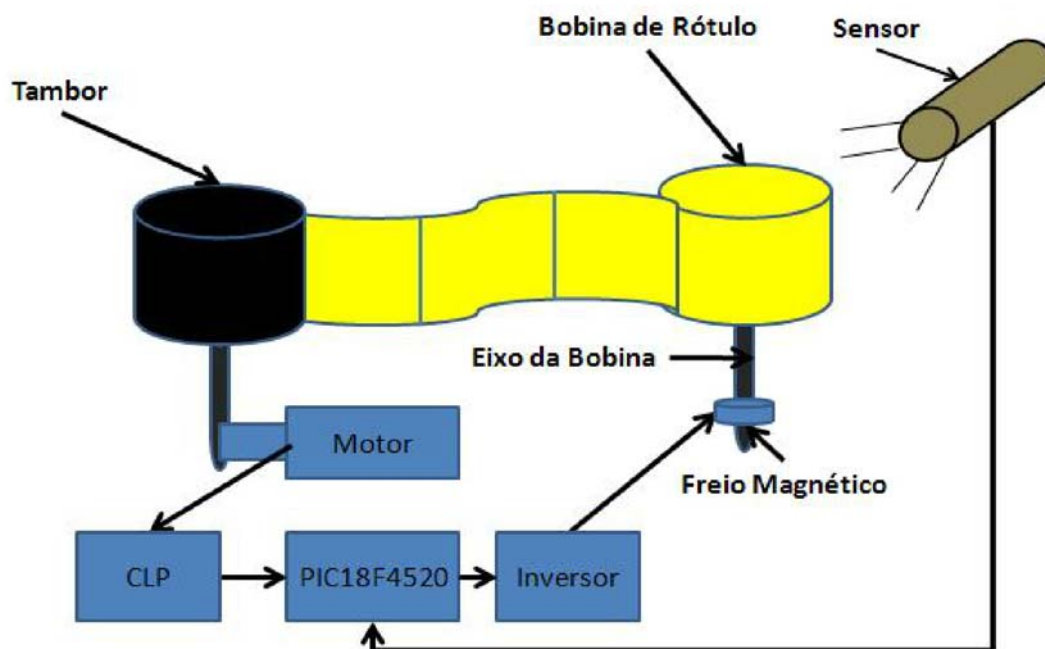 Bobina de Rótulo
Sensor
Tambor
Eixo da Bobina
Motor
Freio Magnético
CLP
PIC18F4520
Inversor